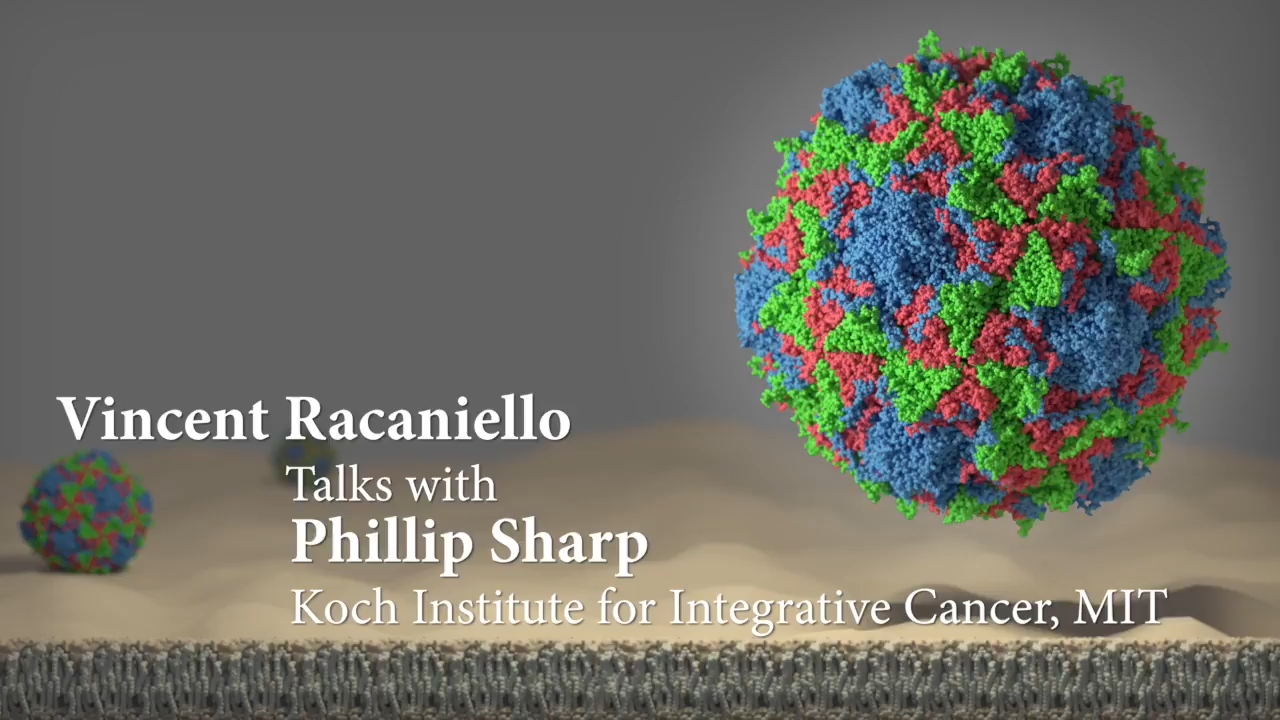 Vincent Racaniello
Talks with
Phillip Sharp
Koch Institute for Integrative Cancer, MIT